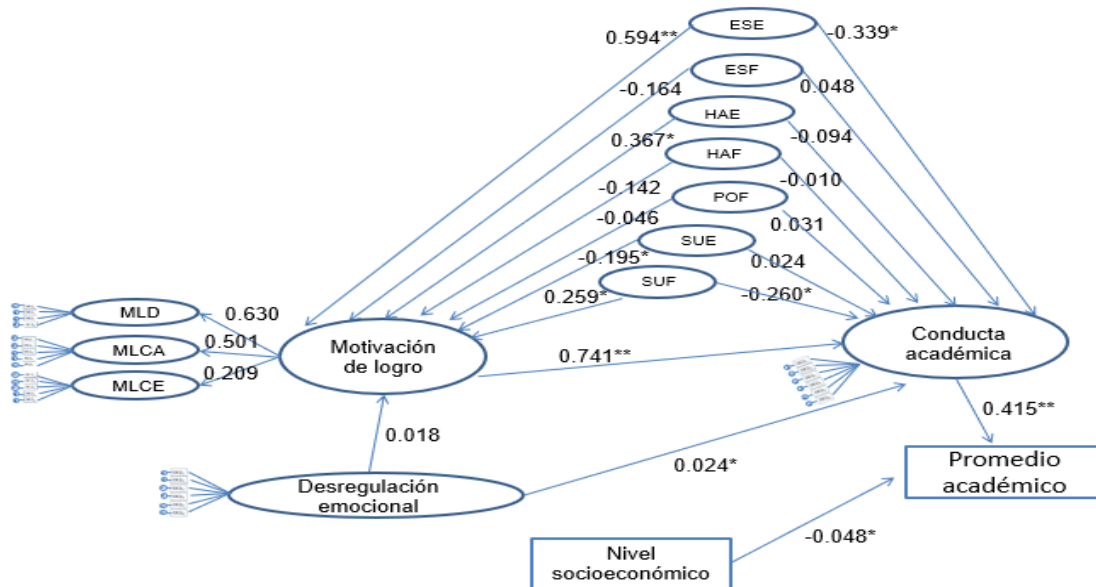 ESE
0.594**
-0.339*
ESF
-0.164
0.048
HAE
0.367*
-0.094
HAF
-0.142
-0.010
POF
-0.046
0.031
SUE
-0.195*
0.024
SUF
0.259*
-0.260*
MLD
0.630
MLCA
0.501
MLCE
0.209
Motivación
de logro
0.741**
Conducta
académica
0.415**
0.018
0.024*
Desregulación
emocional
Promedio
académico
-0.048*
Nivel
socioeconómico